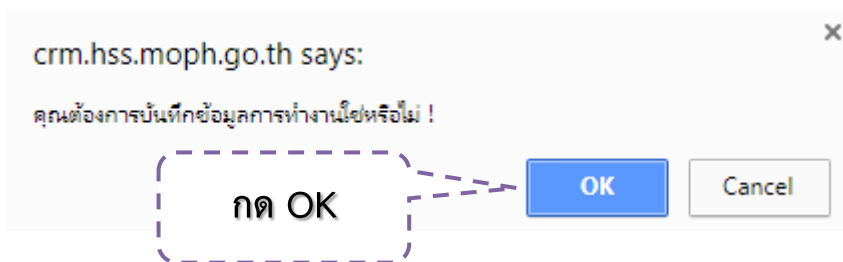 crm.hss.moph.go.th says:
คุณต้องการบันทึกข้อมูลการทำงานใช่หรือไม่ !
กด OK
OK
Cancel